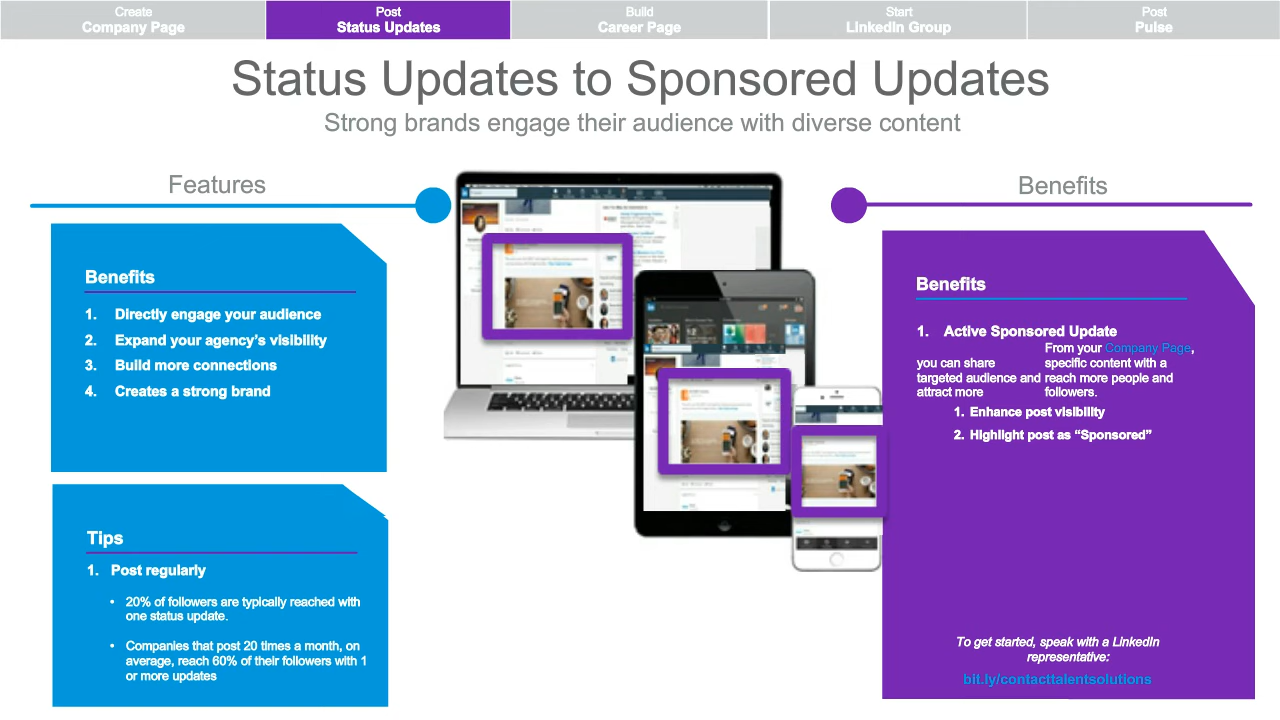 Create
Company Page
Post
Status Updates
Build
Career Page
Start
LinkedIn Group
Post
Pulse
Status Updates to Sponsored Updates
Strong brands engage their audience with diverse content
Features
Benefits
1. Directly engage your audience
2. Expand your agency’s visibility
3. Build more connections
4. Creates a strong brand
Tips
1. Post regularly
• 20% of followers are typically reached with
one status update.
• Companies that post 20 times a month, on
average, reach 60% of their followers with 1
or more updates
Benefits
Benefits
1. Active Sponsored Update
From your Company Page,
you can share specific content with a
targeted audience and reach more people and
attract more followers.
1. Enhance post visibility
2. Highlight post as “Sponsored”
To get started, speak with a LinkedIn
representative:
bit.ly/contacttalentsolutions